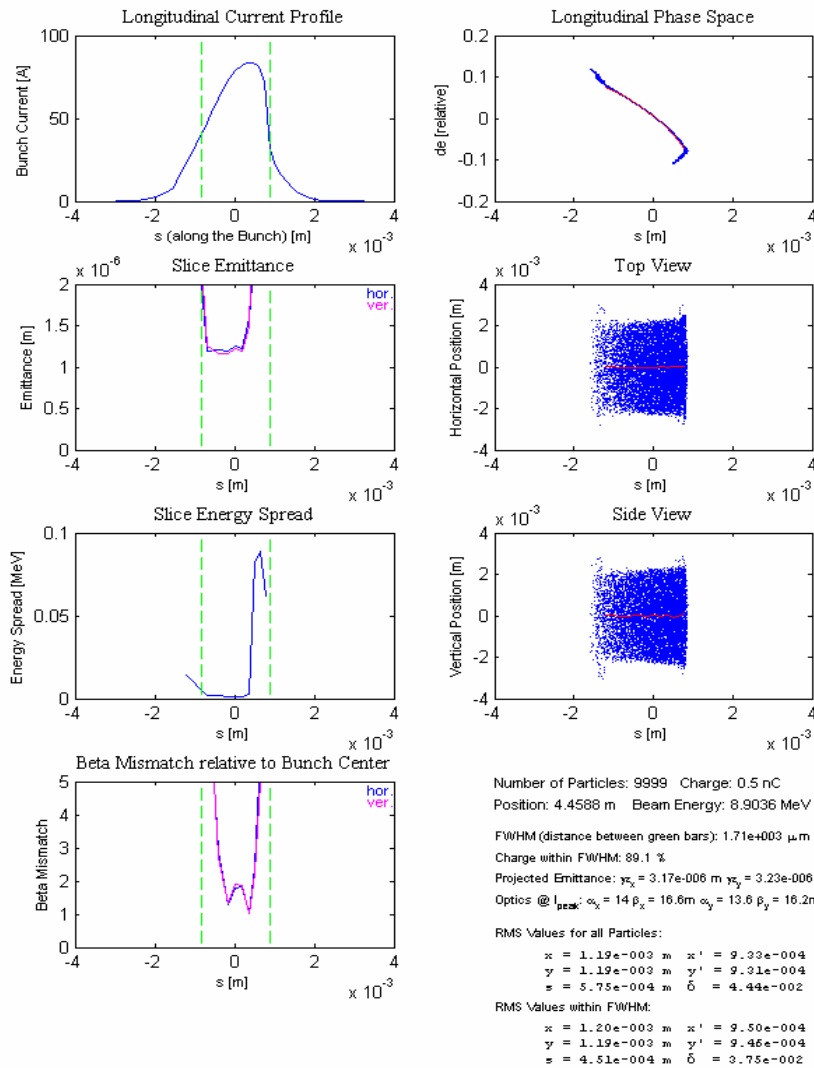 Longitudinal Current Profile
100
50
0
Bunch Current [A]
-4
-2
0
2
4
s (along the Bunch) [m]
x 10-3
Longitudinal Phase Space
0.2
0.1
0
-0.1
-0.2
de [relative]
-4
-2
0
2
4
s [m]
x 10-3
x 10-6
Slice Emittance
2
1.5
1
0.5
0
Emittance [m]
hor.
ver.
-4
-2
0
2
4
s [m]
x 10-3
x 10-3
Top View
4
2
0
-2
-4
Horizontal Position [m]
-4
-2
0
2
4
s [m]
x 10-3
Slice Energy Spread
0.1
0.05
0
Energy Spread [MeV]
-4
-2
0
2
4
s [m]
x 10-3
x 10-3
Side View
4
2
0
-2
-4
Vertical Position [m]
-4
-2
0
2
4
s [m]
x 10-3
Beta Mismatch relative to Bunch Center
5
4
3
2
1
0
Beta Mismatch
hor.
ver.
-4
-2
0
2
4
s [m]
x 10-3
Number of Particles: 9999 Charge: 0.5 nC
Position: 4.4588 m Beam Energy: 8.9036 MeV
FWHM (distance between green bars): 1.71e+003 μm
Charge within FWHM: 89.1 %
Projected Emittance: γεx = 3.17e-006 m γεy = 3.23e-006
Optics @ Ipeak: αx = 14 βx = 16.6m αy = 13.6 βy = 16.2m
RMS Values for all Particles:
x = 1.19e-003 m x' = 9.33e-004
y = 1.19e-003 m y' = 9.31e-004
s = 5.75e-004 m δ = 4.44e-002
RMS Values within FWHM:
x = 1.20e-003 m x' = 9.50e-004
y = 1.19e-003 m y' = 9.46e-004
s = 4.51e-004 m δ = 3.75e-002